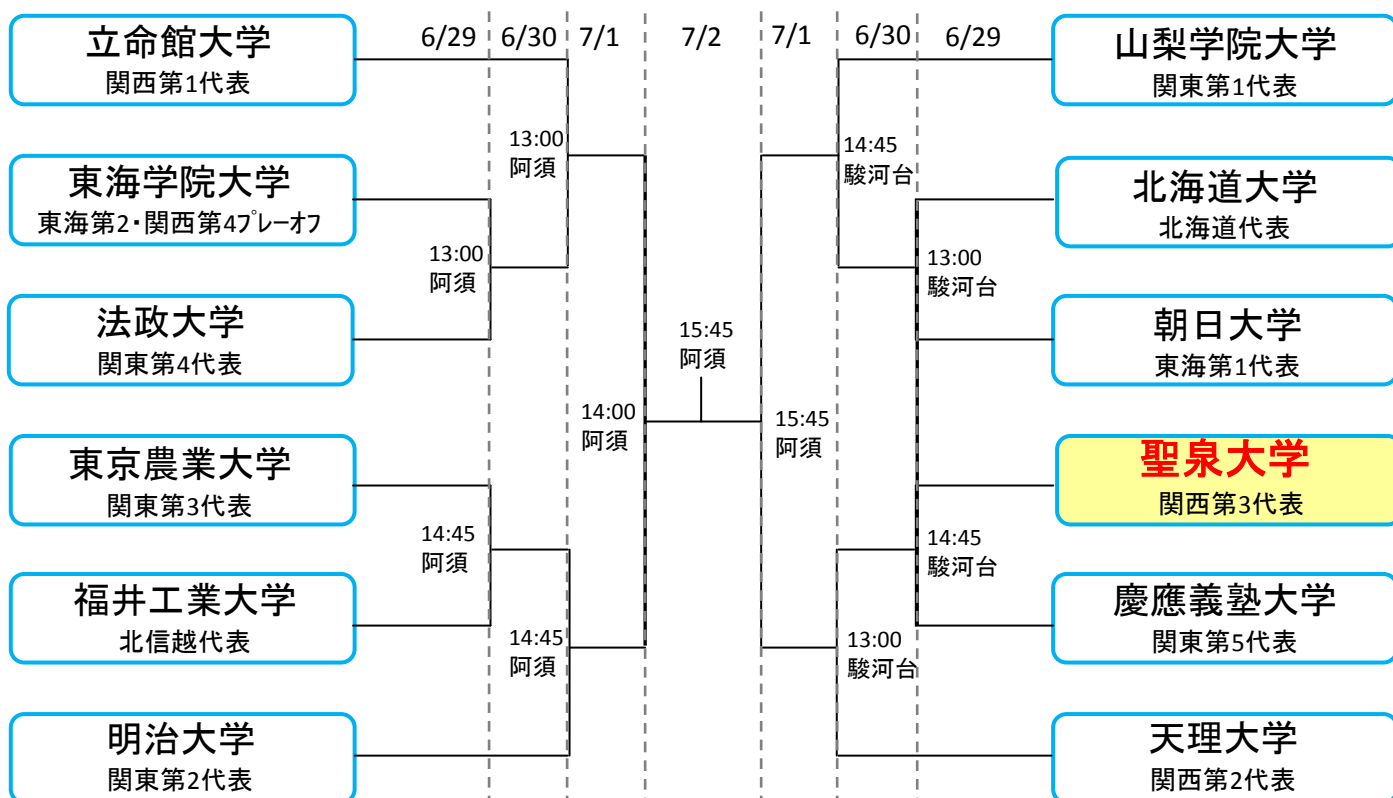 立命館大学
関西第1代表
6/29
6/30
7/1
7/2
7/1
6/30
6/29
山梨学院大学
関東第1代表
13:00
阿須
14:45
駿河台
東海学院大学
東海第2・関西第4プレーオフ
北海道大学
北海道代表
13:00
阿須
13:00
駿河台
法政大学
関東第4代表
15:45
阿須
朝日大学
東海第1代表
14:00
阿須
15:45
阿須
東京農業大学
関東第3代表
聖泉大学
関西第3代表
14:45
阿須
14:45
駿河台
福井工業大学
北信越代表
慶應義塾大学
関東第5代表
14:45
阿須
13:00
駿河台
明治大学
関東第2代表
天理大学
関西第2代表